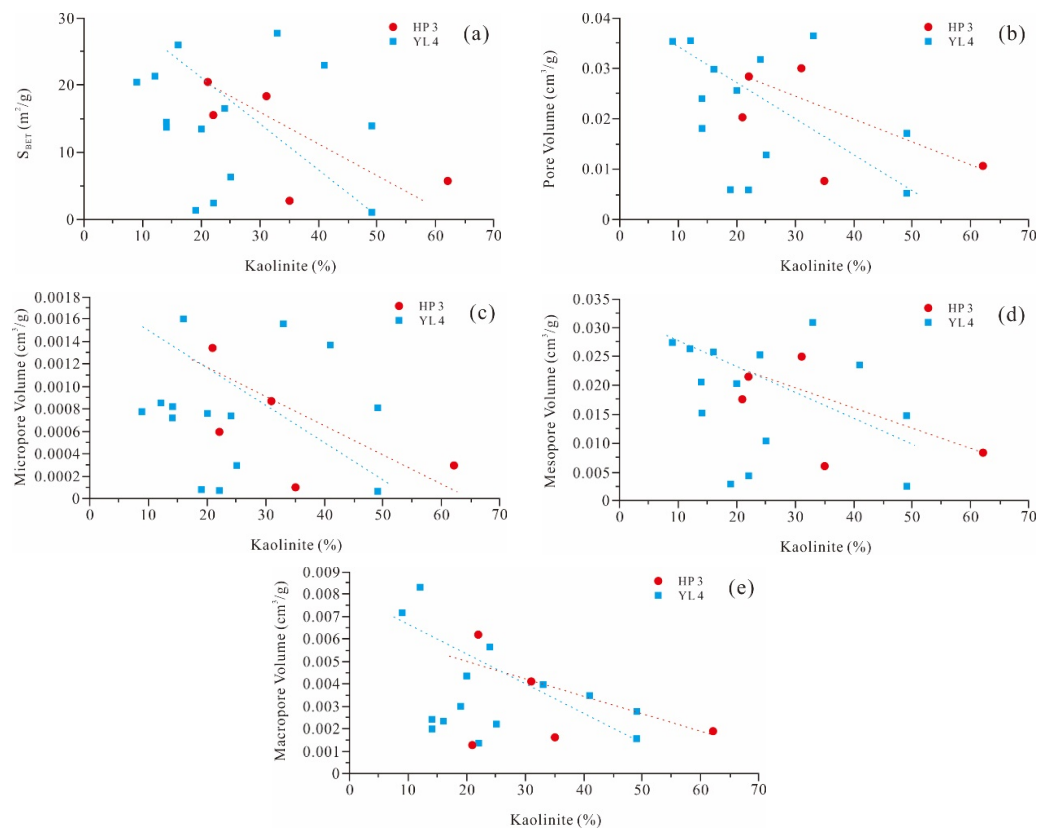 30
20
10
0
S_BET (m²/g)
HP 3
YL 4
(a)
0 10 20 30 40 50 60 70
Kaolinite (%)
0.04
0.03
0.02
0.01
0
Pore Volume (cm³/g)
HP 3
YL 4
(b)
0 10 20 30 40 50 60 70
Kaolinite (%)
0.0018
0.0016
0.0014
0.0012
0.0010
0.0008
0.0006
0.0004
0.0002
0
Micropore Volume (cm³/g)
HP 3
YL 4
(c)
0 10 20 30 40 50 60 70
Kaolinite (%)
0.035
0.030
0.025
0.020
0.015
0.010
0.005
0
Mesopore Volume (cm³/g)
HP 3
YL 4
(d)
0 10 20 30 40 50 60 70
Kaolinite (%)
0.009
0.008
0.007
0.006
0.005
0.004
0.003
0.002
0.001
0
Macropore Volume (cm³/g)
HP 3
YL 4
(e)
0 10 20 30 40 50 60 70
Kaolinite (%)